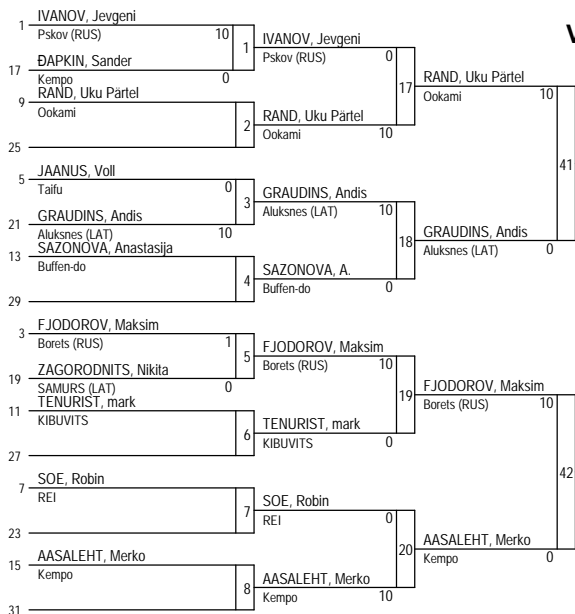 V
1 IVANOV, Jevgeni
Pskov (RUS) 10
1
17 ĐAPKIN, Sander
Kempo 0
9 RAND, Uku Pärtel
Ookami
2
25
5 JAANUS, Voll
Taifu 0
3
21 GRAUDINS, Andis
Aluksnes (LAT) 10
13 SAZONOVA, Anastasija
Buffen-do
4
29
3 FJODOROV, Maksim
Borets (RUS) 1
5
19 ZAGORODNITS, Nikita
SAMURS (LAT) 0
11 TENURIST, mark
KIBUVITS
6
27
7 SOE, Robin
REI
7
23
15 AASALEHT, Merko
Kempo
8
31
IVANOV, Jevgeni
Pskov (RUS) 0
17
RAND, Uku Pärtel
Ookami 10
GRAUDINS, Andis
Aluksnes (LAT) 10
18
SAZONOVA, A.
Buffen-do 0
FJODOROV, Maksim
Borets (RUS) 10
19
TENURIST, mark
KIBUVITS 0
SOE, Robin
REI 0
20
AASALEHT, Merko
Kempo 10
RAND, Uku Pärtel
Ookami 10
41
GRAUDINS, Andis
Aluksnes (LAT) 0
FJODOROV, Maksim
Borets (RUS) 10
42
AASALEHT, Merko
Kempo 0